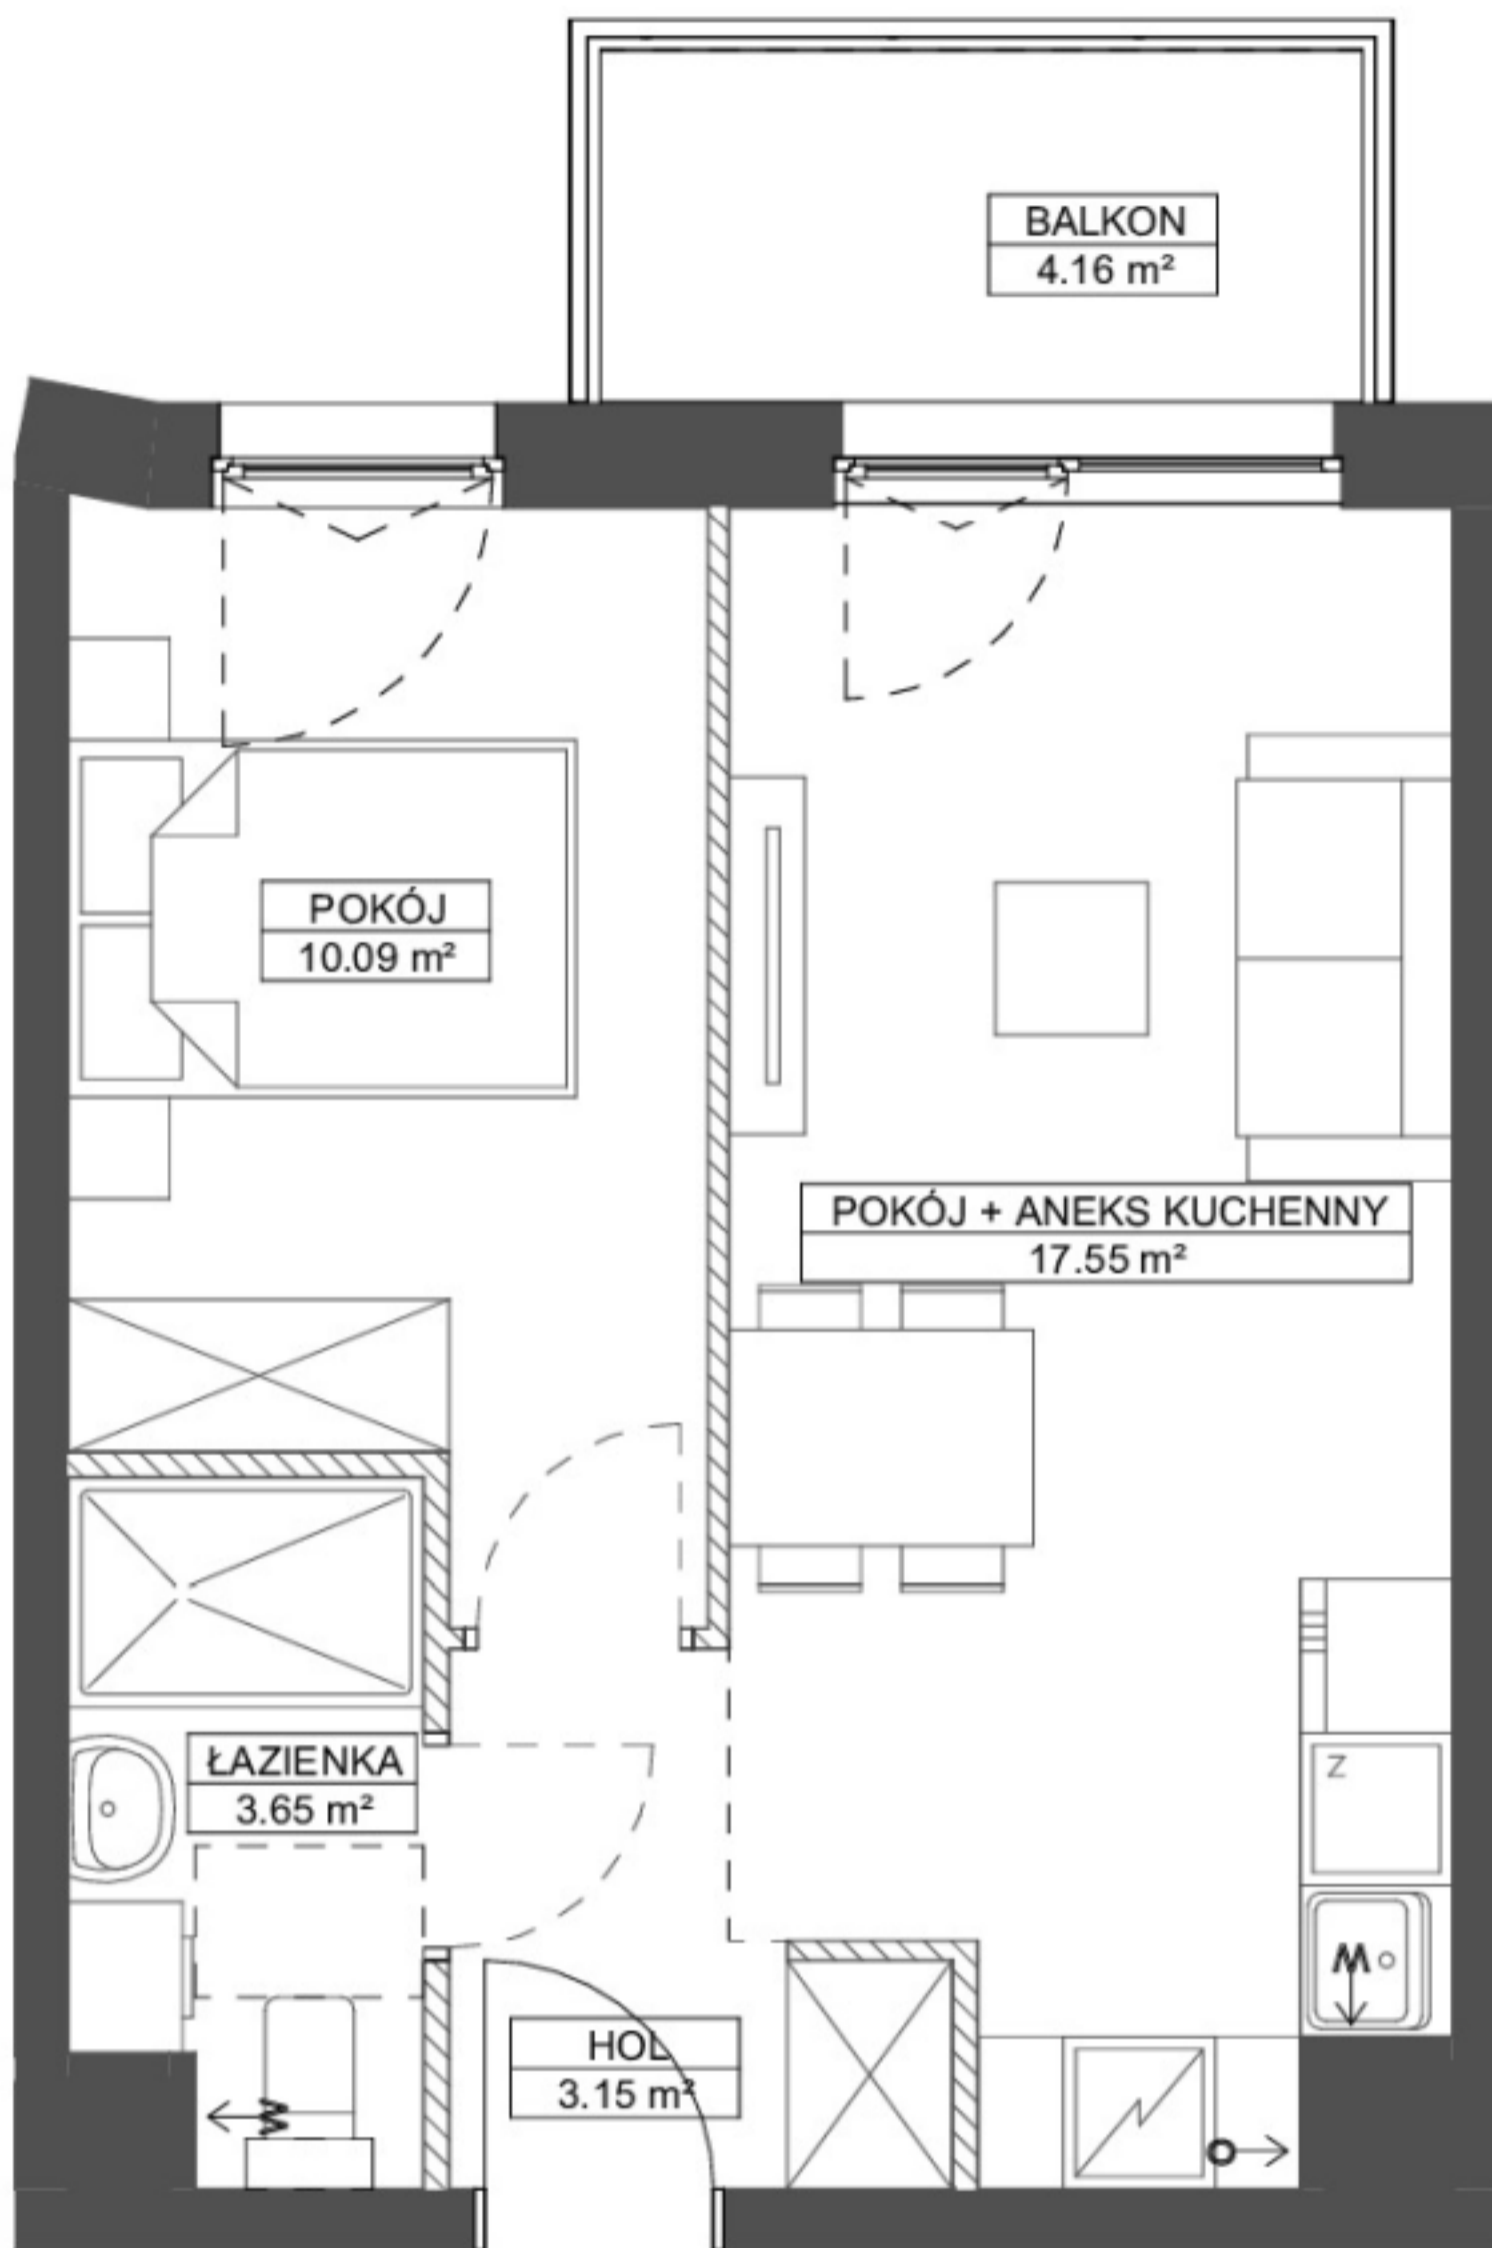 BALKON
4.16 m²
POKÓJ
10.09 m²
POKÓJ + ANEKS KUCHENNY
17.55 m²
ŁAZIENKA
3.65 m²
Z
HOL
3.15 m²